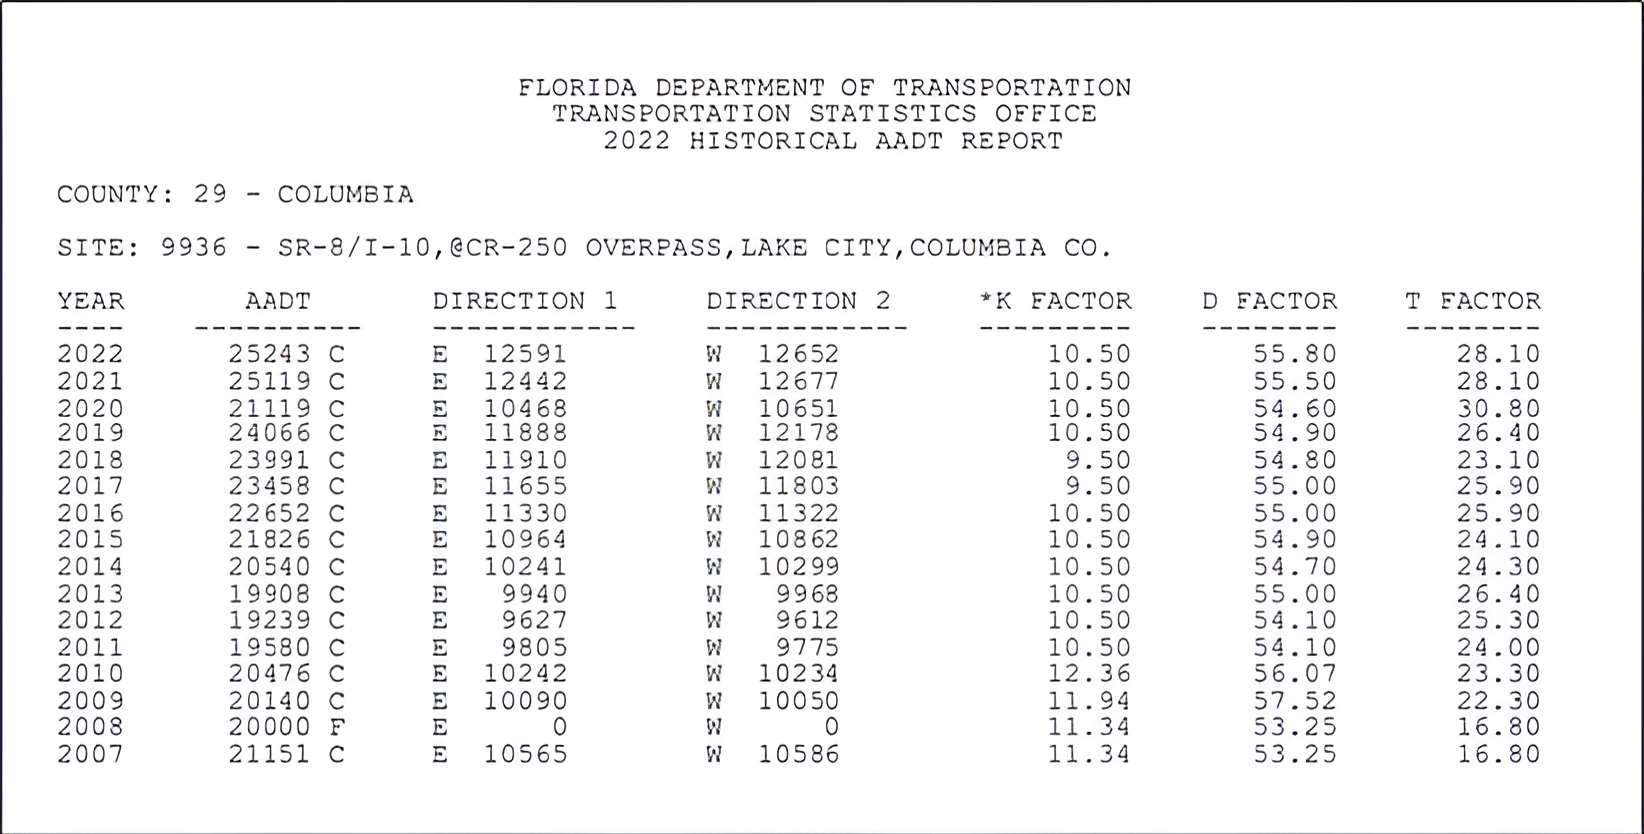 FLORIDA DEPARTMENT OF TRANSPORTATION
TRANSPORTATION STATISTICS OFFICE
2022 HISTORICAL AADT REPORT
COUNTY: 29 - COLUMBIA
SITE: 9936 - SR-8/I-10,@CR-250 OVERPASS,LAKE CITY,COLUMBIA CO.
YEAR AADT DIRECTION 1 DIRECTION 2 *K FACTOR D FACTOR T FACTOR
---- ---------- ------------ ------------ --------- -------- --------
2022 25243 C E 12591 W 12652 10.50 55.80 28.10
2021 25119 C E 12442 W 12677 10.50 55.50 28.10
2020 21119 C E 10468 W 10651 10.50 54.60 30.80
2019 24066 C E 11888 W 12178 10.50 54.90 26.40
2018 23991 C E 11910 W 12081 9.50 54.80 23.10
2017 23458 C E 11655 W 11803 9.50 55.00 25.90
2016 22652 C E 11330 W 11322 10.50 55.00 25.90
2015 21826 C E 10964 W 10862 10.50 54.90 24.10
2014 20540 C E 10241 W 10299 10.50 54.70 24.30
2013 19908 C E 9940 W 9968 10.50 55.00 26.40
2012 19239 C E 9627 W 9612 10.50 54.10 25.30
2011 19580 C E 9805 W 9775 10.50 54.10 24.00
2010 20476 C E 10242 W 10234 12.36 56.07 23.30
2009 20140 C E 10090 W 10050 11.94 57.52 22.30
2008 20000 F E 0 W 0 11.34 53.25 16.80
2007 21151 C E 10565 W 10586 11.34 53.25 16.80